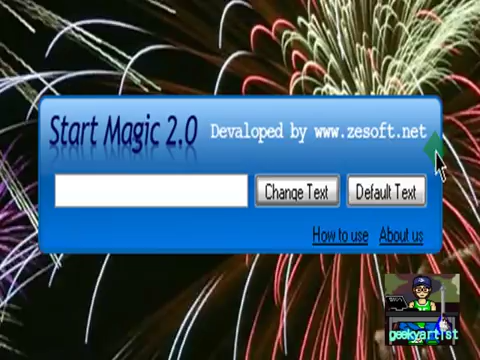 Start Magic 2.0 Devaloped by www.zesoft.net
Change Text Default Text
How to use About us
geekyartist